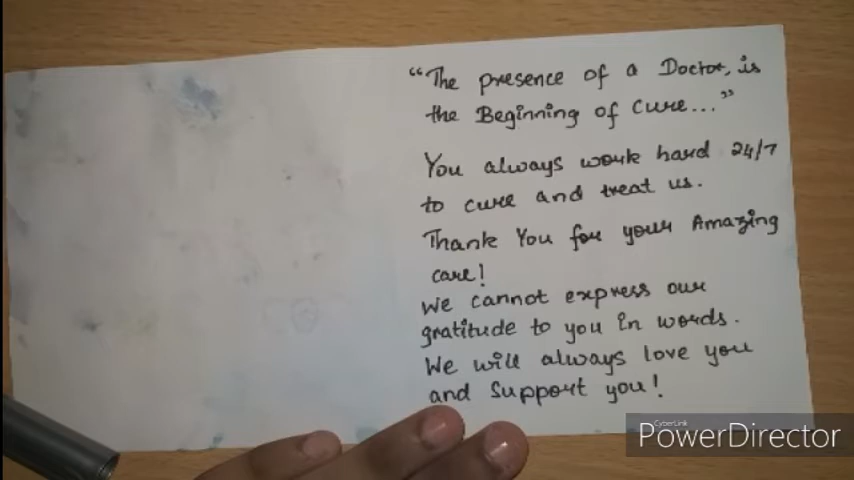 “The presence of a Doctor, is
the Beginning of Cure...”
You always work hard 24/7
to cure and treat us.
Thank You for your Amazing
care!
We cannot express our
gratitude to you in words.
We will always love you
and Support you!
CyberLink
PowerDirector